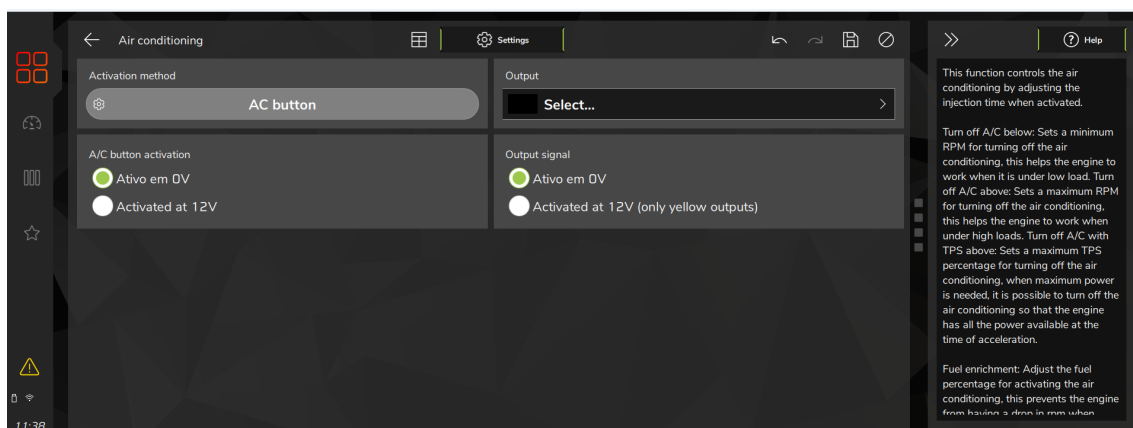 Air conditioning
Settings
Help
Activation method
AC button
Output
Select...
A/C button activation
Ativo em 0V
Activated at 12V
Output signal
Ativo em 0V
Activated at 12V (only yellow outputs)
This function controls the air
conditioning by adjusting the
injection time when activated.
Turn off A/C below: Sets a minimum
RPM for turning off the air
conditioning, this helps the engine to
work when it is under low load. Turn
off A/C above: Sets a maximum RPM
for turning off the air conditioning,
this helps the engine to work when
under high loads. Turn off A/C with
TPS above: Sets a maximum TPS
percentage for turning off the air
conditioning, when maximum power
is needed, it is possible to turn off the
air conditioning so that the engine
has all the power available at the
time of acceleration.
Fuel enrichment: Adjust the fuel
percentage for activating the air
conditioning, this prevents the engine
from having a drop in rpm when
11:38